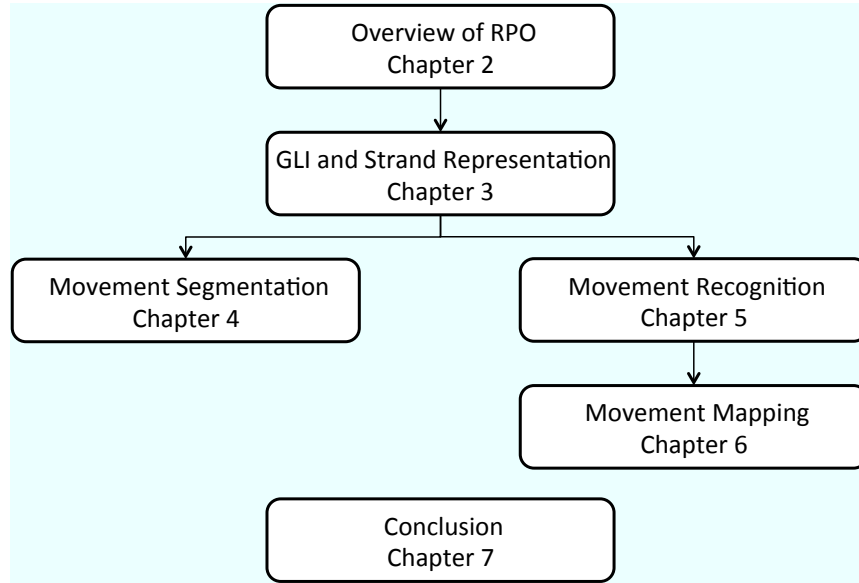 Overview of RPO
Chapter 2
GLI and Strand Representation
Chapter 3
Movement Segmentation
Chapter 4
Movement Recognition
Chapter 5
Movement Mapping
Chapter 6
Conclusion
Chapter 7